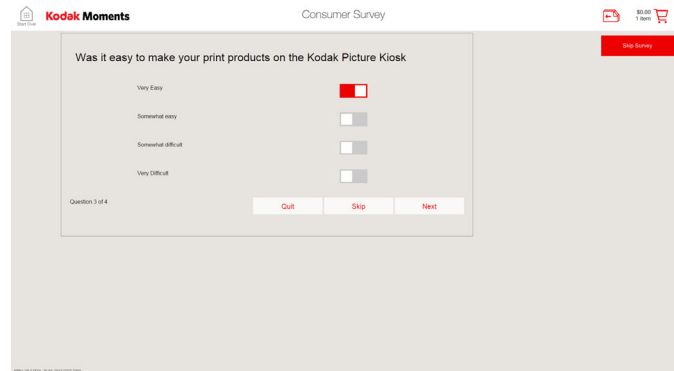 Start Over
Kodak Moments
Consumer Survey
$0.00
1 item
Skip Survey
Was it easy to make your print products on the Kodak Picture Kiosk
Very Easy
Somewhat easy
Somewhat difficult
Very Difficult
Question 3 of 4
Quit
Skip
Next